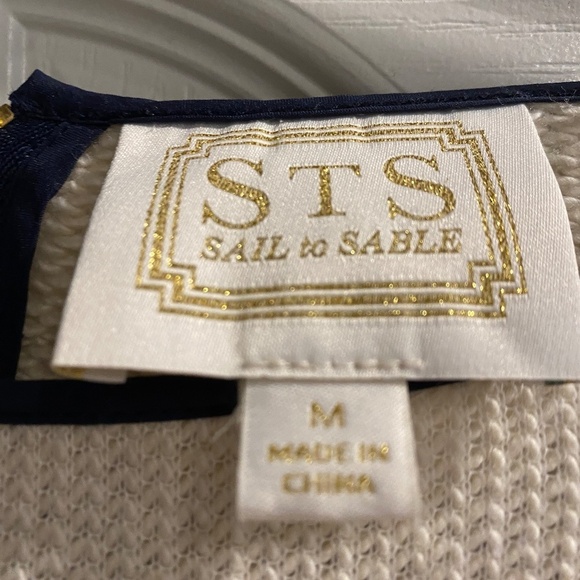 STS
SAIL to SABLE
M
MADE IN
CHINA